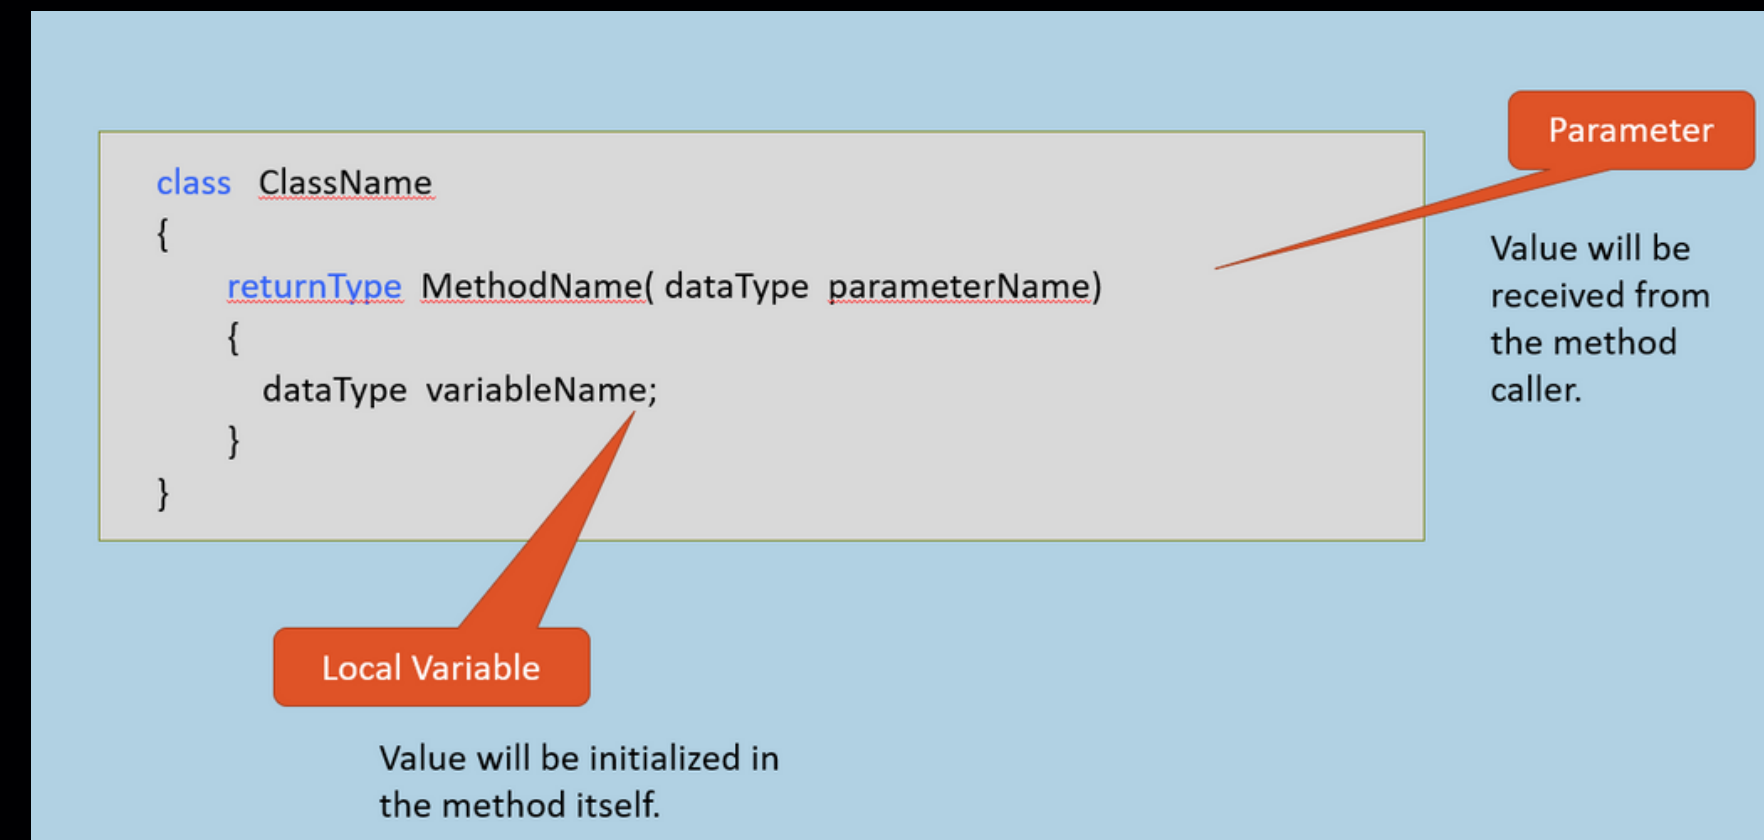 Parameter
class ClassName
{
returnType MethodName( dataType parameterName)
{
dataType variableName;
}
}
Value will be
received from
the method
caller.
Local Variable
Value will be initialized in
the method itself.